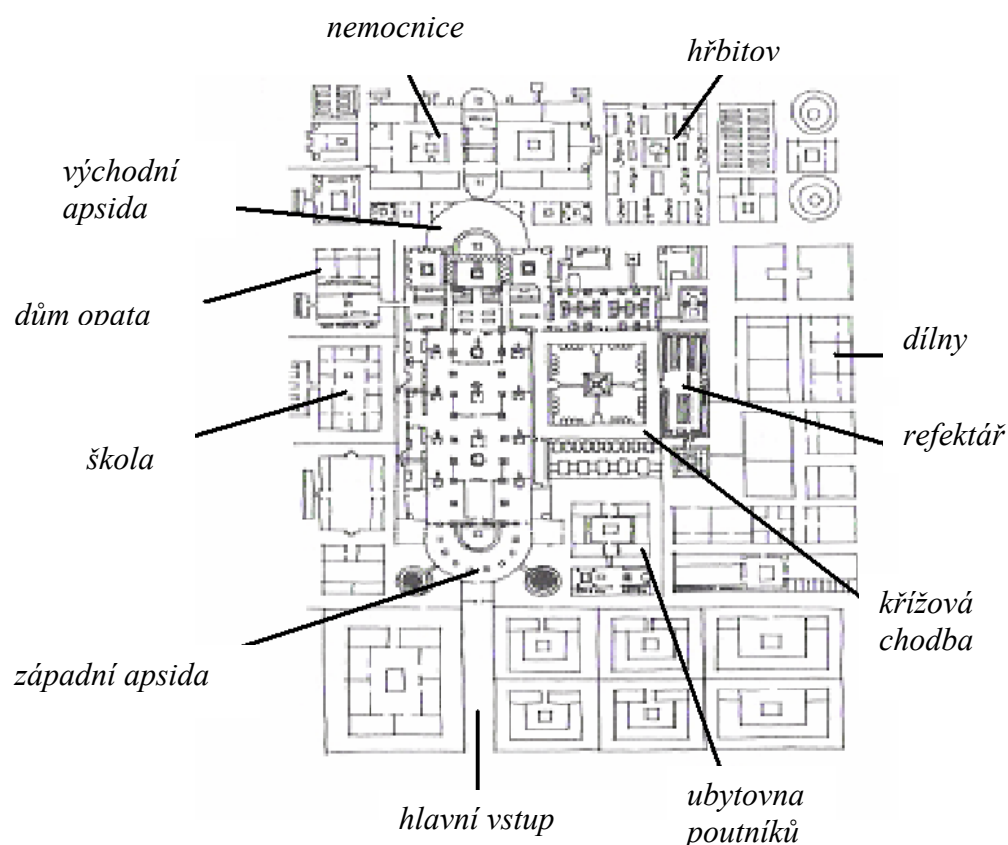 nemocnice
hřbitov
východní
apsida
dům opata
dílny
refektář
škola
křížová
chodba
západní apsida
hlavní vstup
ubytovna
poutníků